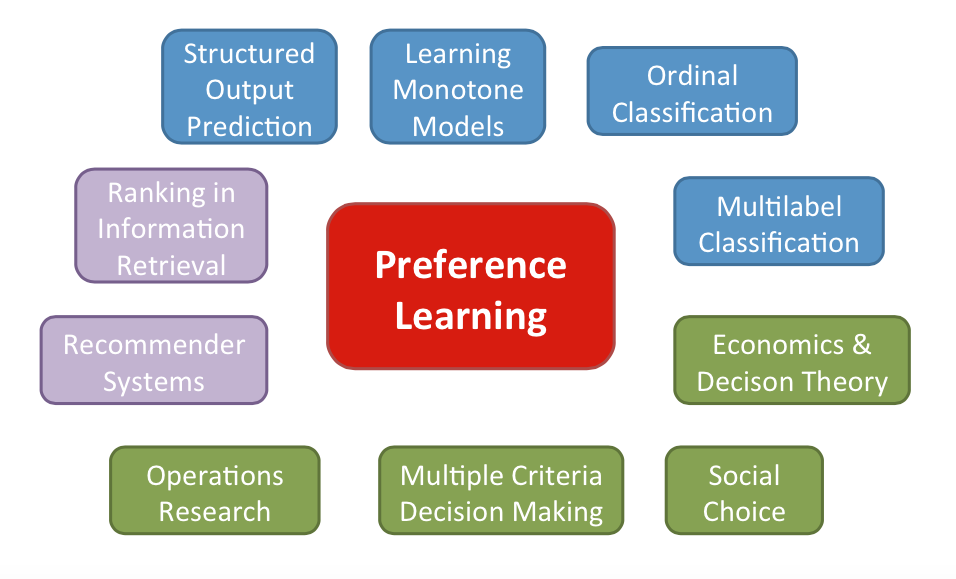 Structured
Output
Prediction
Learning
Monotone
Models
Ordinal
Classification
Ranking in
Information
Retrieval
Preference
Learning
Multilabel
Classification
Recommender
Systems
Economics &
Decison Theory
Operations
Research
Multiple Criteria
Decision Making
Social
Choice